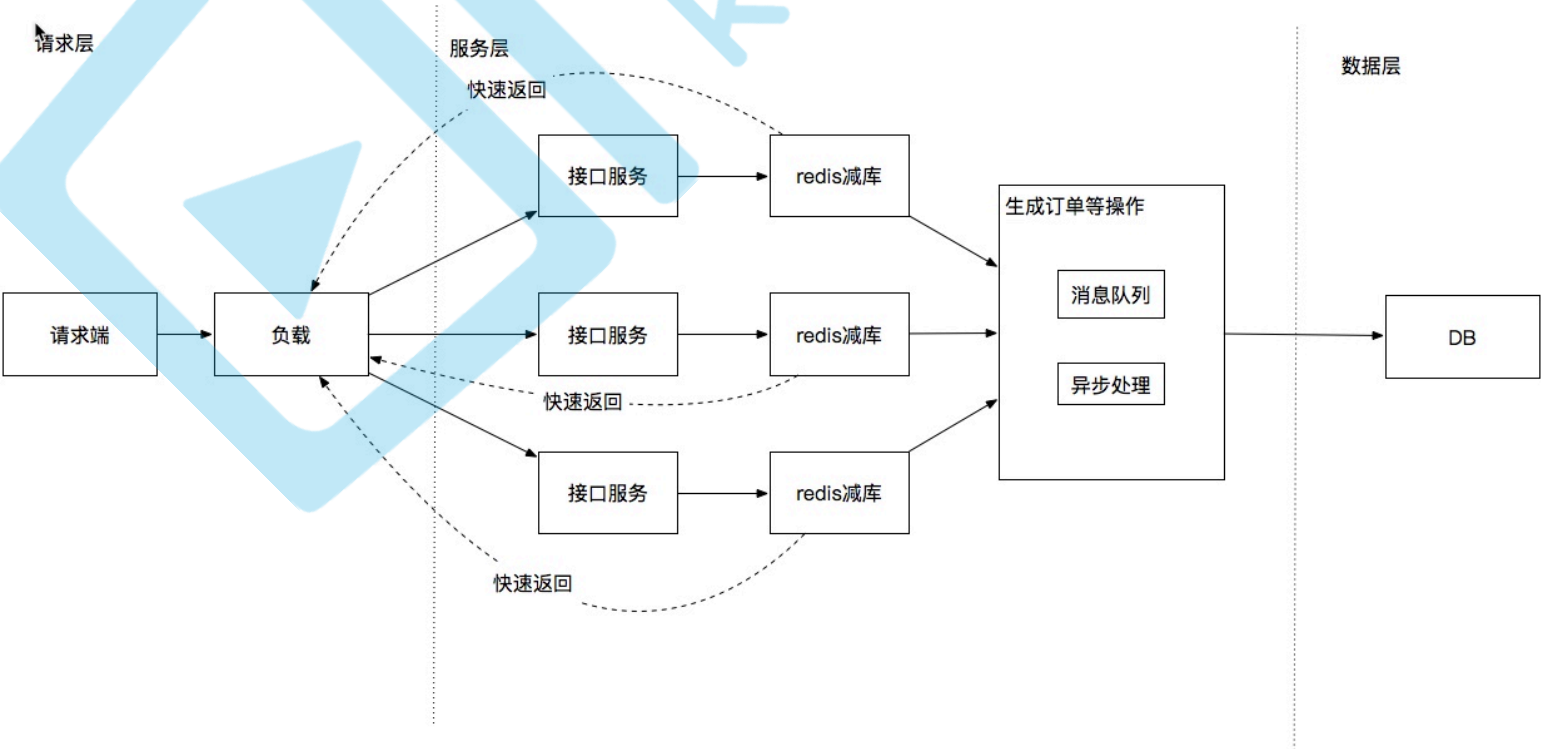 请求层
服务层
数据层
快速返回
接口服务
redis减库
生成订单等操作
消息队列
请求端
负载
接口服务
redis减库
DB
异步处理
快速返回
接口服务
redis减库
快速返回